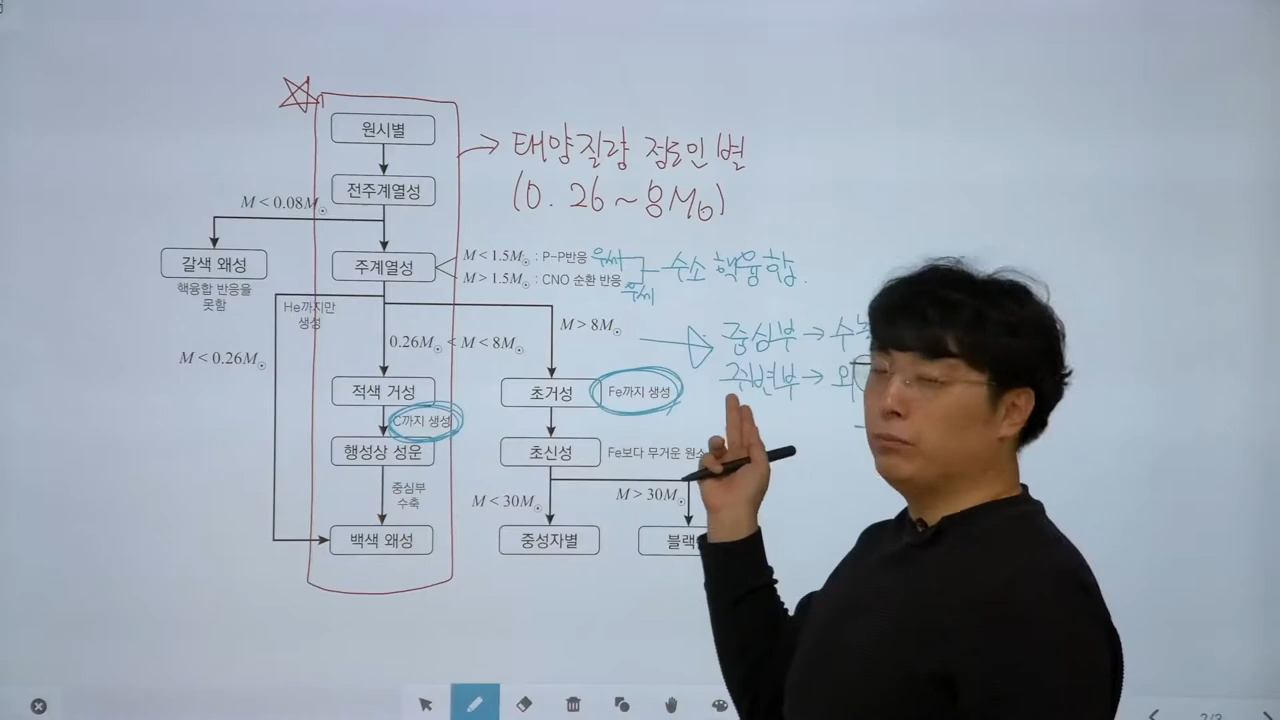 원시별
태양질량 정도인 별
전주계열성
(0.26~8M⊙)
M < 0.08M⊙
갈색 왜성
핵융합 반응을
못함
주계열성
M < 1.5M⊙ : P-P반응 우세
M > 1.5M⊙ : CNO 순환 반응 우세
수소 핵융합.
He까지만
생성
M < 0.26M⊙
0.26M⊙ < M < 8M⊙
M > 8M⊙
중심부 →
주변부 →
적색 거성
C까지 생성
행성상 성운
중심부
수축
백색 왜성
초거성
Fe까지 생성
초신성
Fe보다 무거운
M < 30M⊙
M > 30M⊙
중성자별
2/3